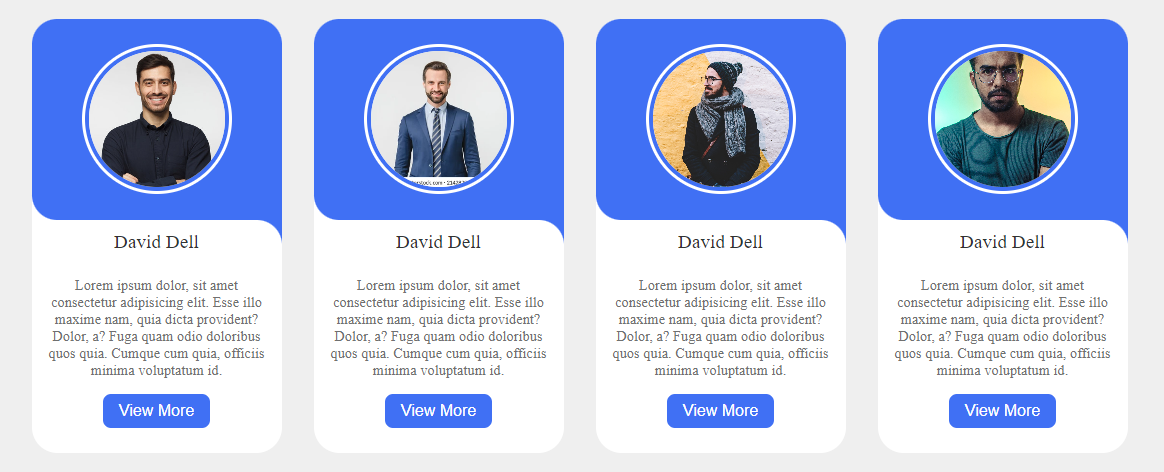 David Dell
Lorem ipsum dolor, sit amet
consectetur adipisicing elit. Esse illo
maxime nam, quia dicta provident?
Dolor, a? Fuga quam odio doloribus
quos quia. Cumque cum quia, officiis
minima voluptatum id.
View More
David Dell
Lorem ipsum dolor, sit amet
consectetur adipisicing elit. Esse illo
maxime nam, quia dicta provident?
Dolor, a? Fuga quam odio doloribus
quos quia. Cumque cum quia, officiis
minima voluptatum id.
View More
David Dell
Lorem ipsum dolor, sit amet
consectetur adipisicing elit. Esse illo
maxime nam, quia dicta provident?
Dolor, a? Fuga quam odio doloribus
quos quia. Cumque cum quia, officiis
minima voluptatum id.
View More
David Dell
Lorem ipsum dolor, sit amet
consectetur adipisicing elit. Esse illo
maxime nam, quia dicta provident?
Dolor, a? Fuga quam odio doloribus
quos quia. Cumque cum quia, officiis
minima voluptatum id.
View More